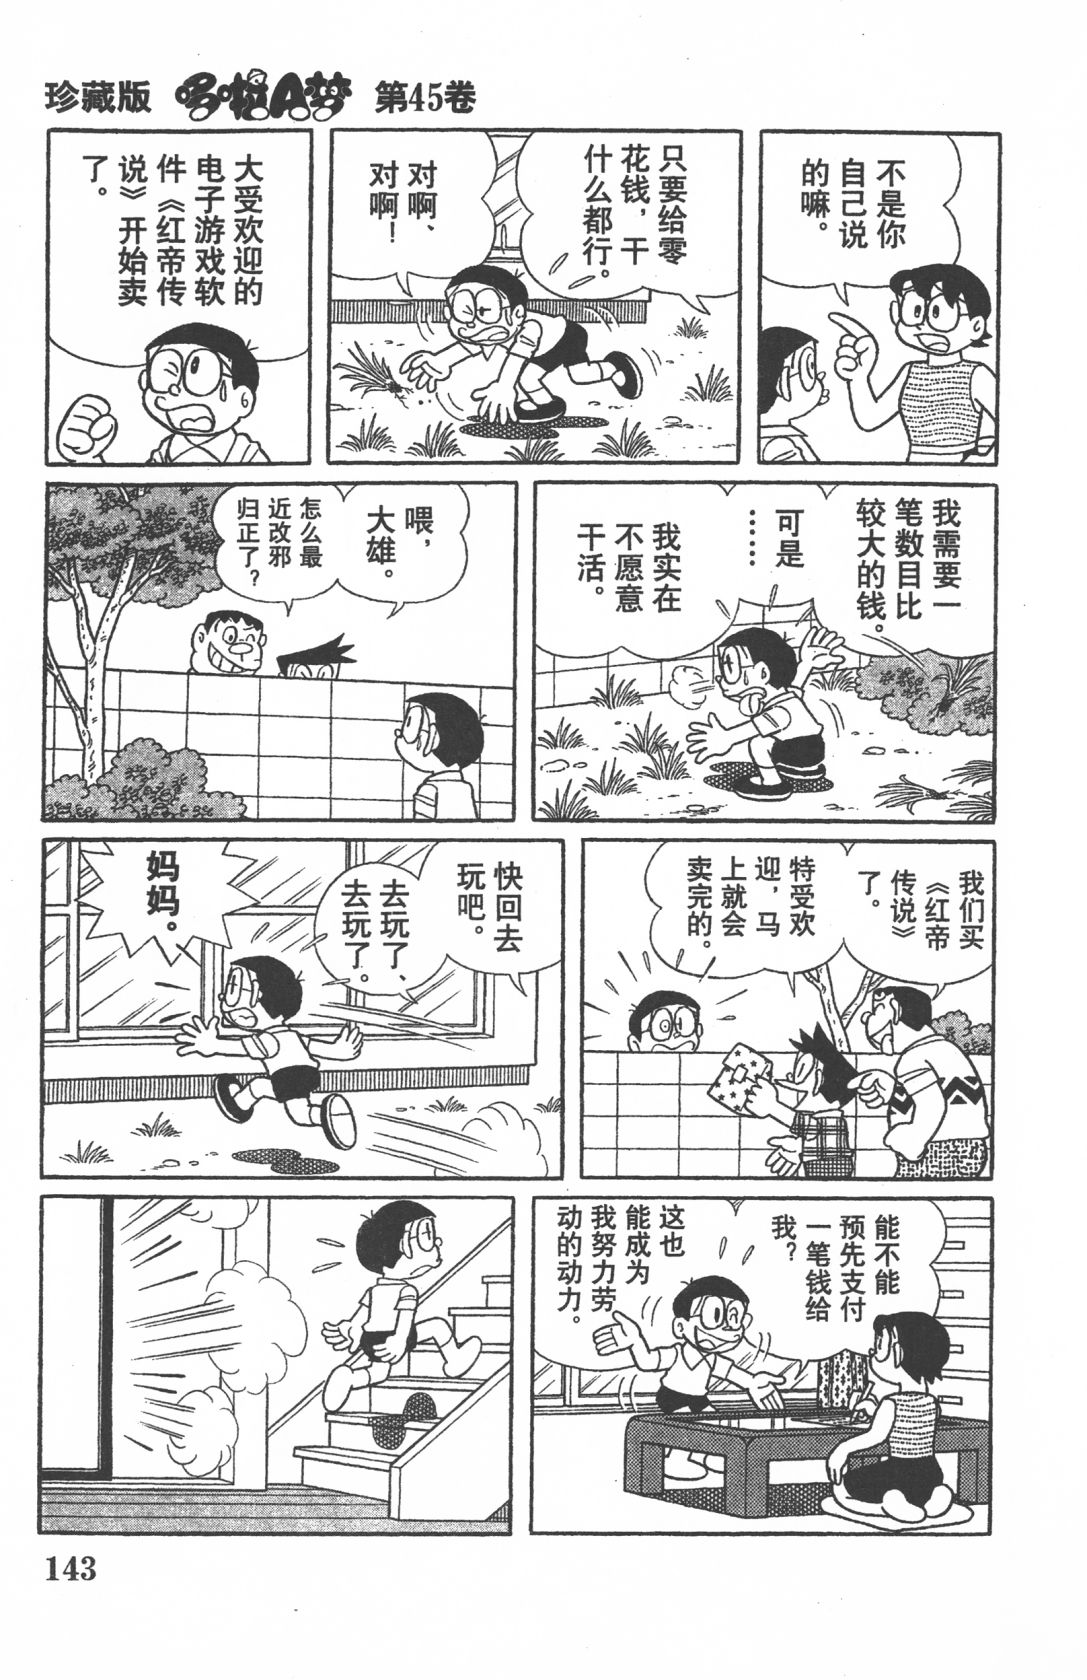 珍藏版 哆啦A梦 第45卷
不是你
自己说
的嘛。
只要给零
花钱，干
什么都行。
对啊、
对啊！
大受欢迎的
电子游戏软
件《红帝传
说》开始卖
了。
我需要一
笔数目比
较大的钱。
可是
……
我实在
不愿意
干活。
喂，
大雄。
怎么最
近改邪
归正了？
我们买
《红帝
传说》
了。
特受欢
迎，马
上就会
卖完的。
快回去
玩吧。
去玩了、
去玩了。
妈妈。
能不能
预先支付
一笔钱给
我？
这也
能成为
我努力劳
动的动力。
143